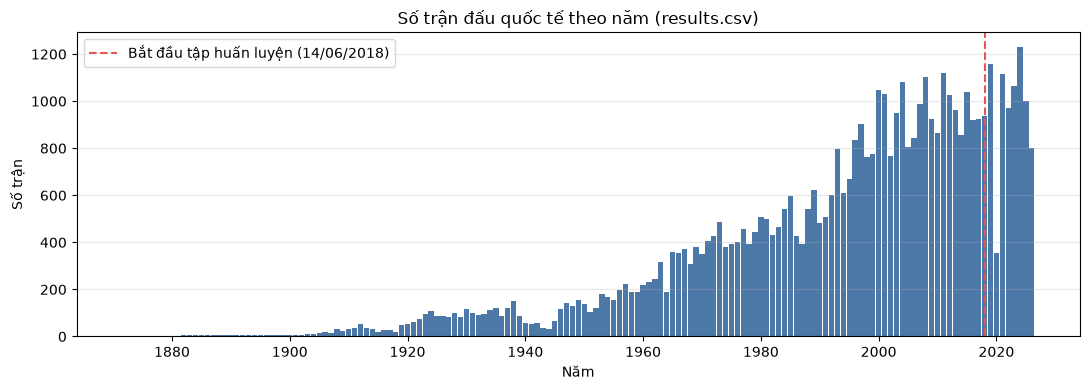 Số trận đấu quốc tế theo năm (results.csv)
Bắt đầu tập huấn luyện (14/06/2018)
Số trận
1200
1000
800
600
400
200
0
1880 1900 1920 1940 1960 1980 2000 2020
Năm